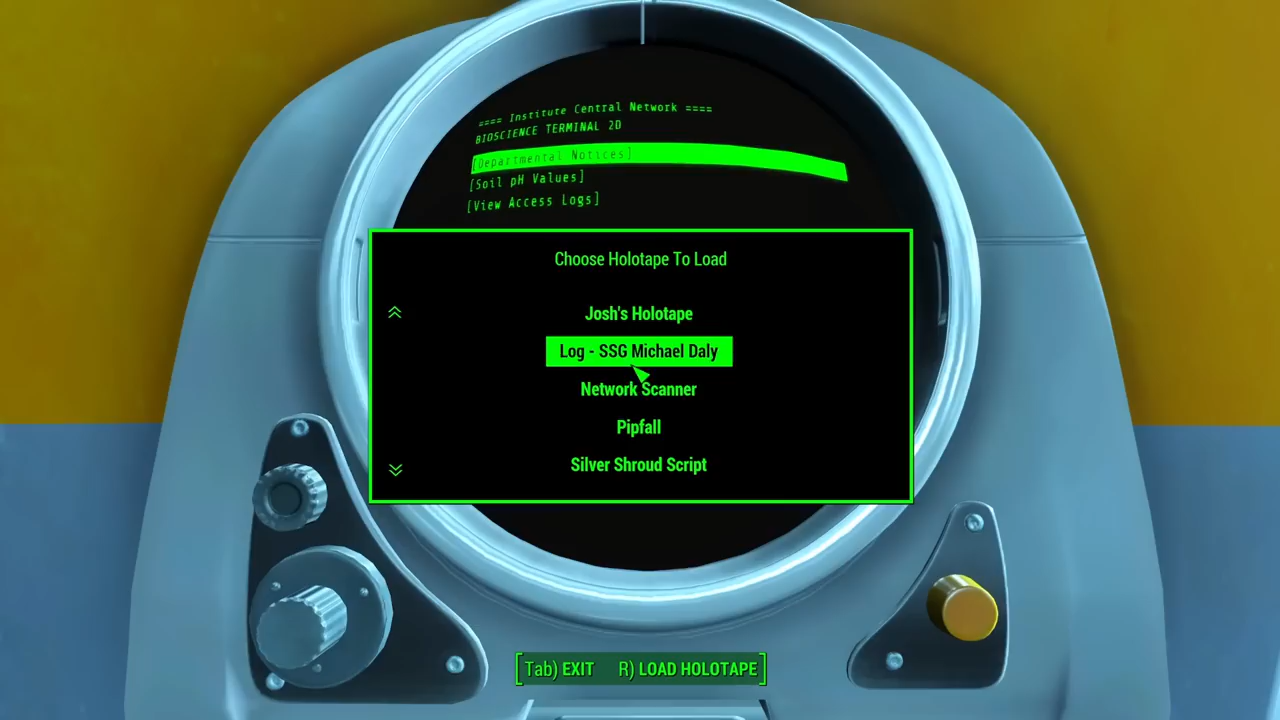 ==== Institute Central Network ====
BIOSCIENCE TERMINAL 2D
[Departmental Notices]
[Soil pH Values]
[View Access Logs]
Choose Holotape To Load
Josh's Holotape
Log - SSG Michael Daly
Network Scanner
Pipfall
Silver Shroud Script
[Tab) EXIT R) LOAD HOLOTAPE]